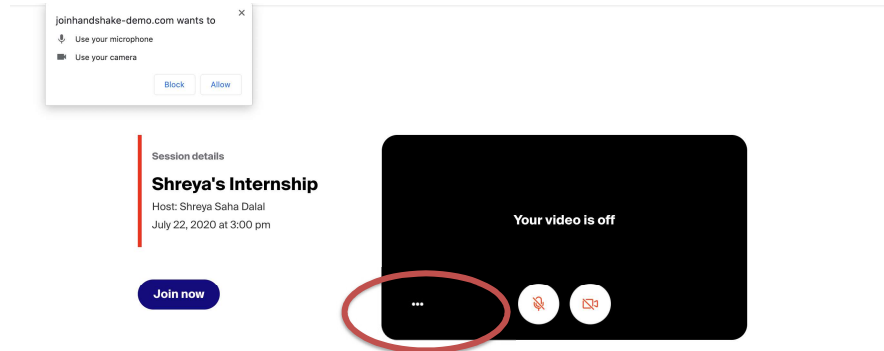 joinhandshake-demo.com wants to
Use your microphone
Use your camera
Block Allow
Session details
Shreya's Internship
Host: Shreya Saha Dalal
July 22, 2020 at 3:00 pm
Join now
Your video is off